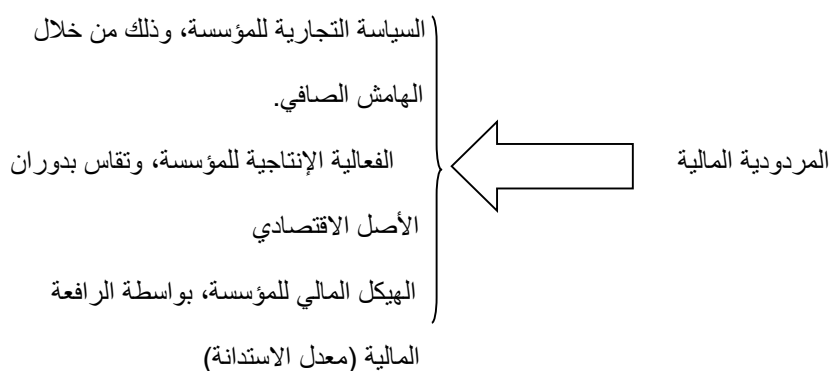 السياسة التجارية للمؤسسة، وذلك من خلال
الهامش الصافي.
المردودية المالية
الفعالية الإنتاجية للمؤسسة، وتقاس بدوران
الأصل الاقتصادي
الهيكل المالي للمؤسسة، بواسطة الرافعة
المالية (معدل الاستدانة)